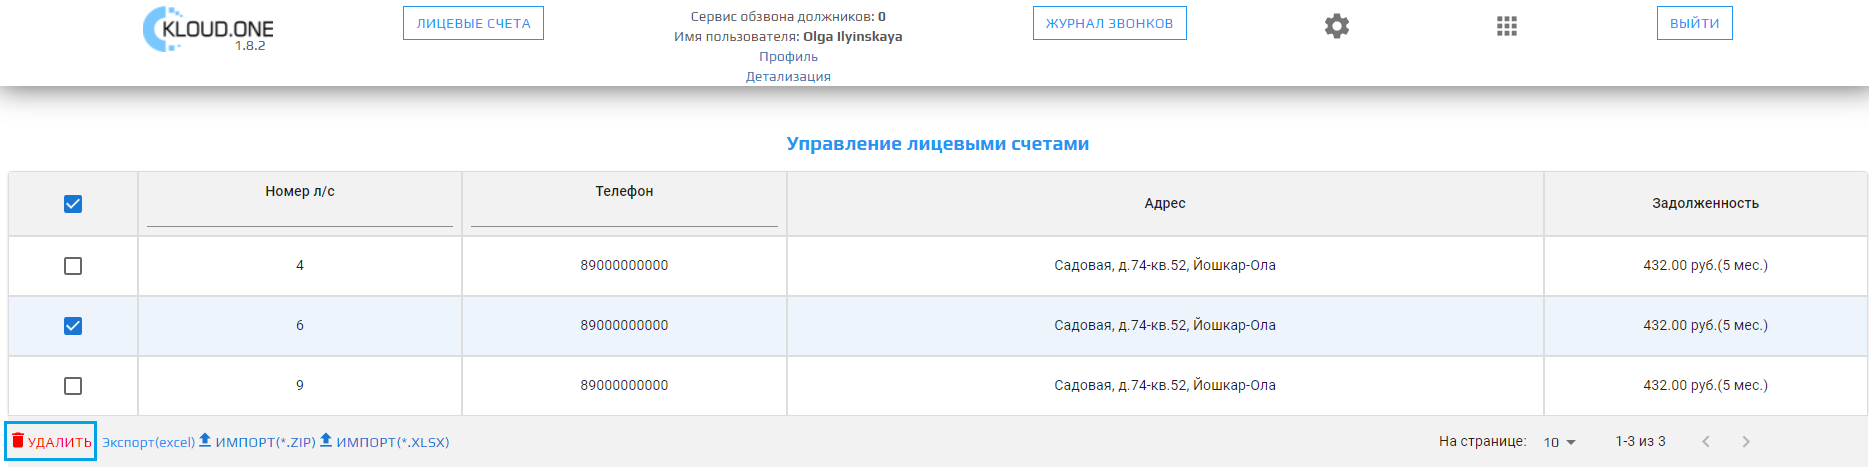 KLOUD.ONE
1.8.2
ЛИЦЕВЫЕ СЧЕТА
Сервис обзвона должников: 0
Имя пользователя: Olga Ilyinskaya
Профиль
Детализация
ЖУРНАЛ ЗВОНКОВ
ВЫЙТИ
Управление лицевыми счетами
Номер л/с Телефон Адрес Задолженность
4 89000000000 Садовая, д.74-кв.52, Йошкар-Ола 432.00 руб.(5 мес.)
6 89000000000 Садовая, д.74-кв.52, Йошкар-Ола 432.00 руб.(5 мес.)
9 89000000000 Садовая, д.74-кв.52, Йошкар-Ола 432.00 руб.(5 мес.)
УДАЛИТЬ Экспорт(excel) ИМПОРТ(*.ZIP) ИМПОРТ(*.XLSX) На странице: 10 1-3 из 3